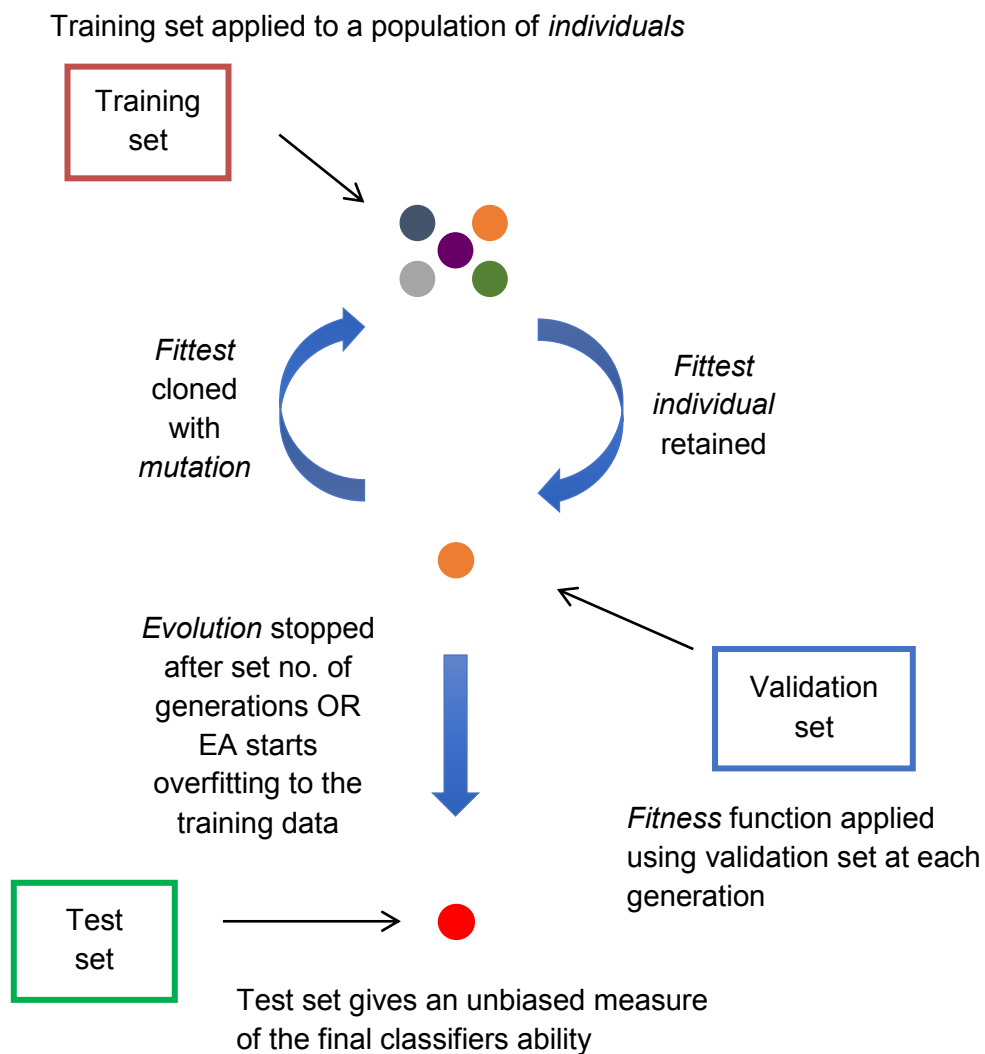 Training set applied to a population of individuals
Training
set
Fittest
cloned
with
mutation
Fittest
individual
retained
Evolution stopped
after set no. of
generations OR
EA starts
overfitting to the
training data
Validation
set
Fitness function applied
using validation set at each
generation
Test
set
Test set gives an unbiased measure
of the final classifiers ability